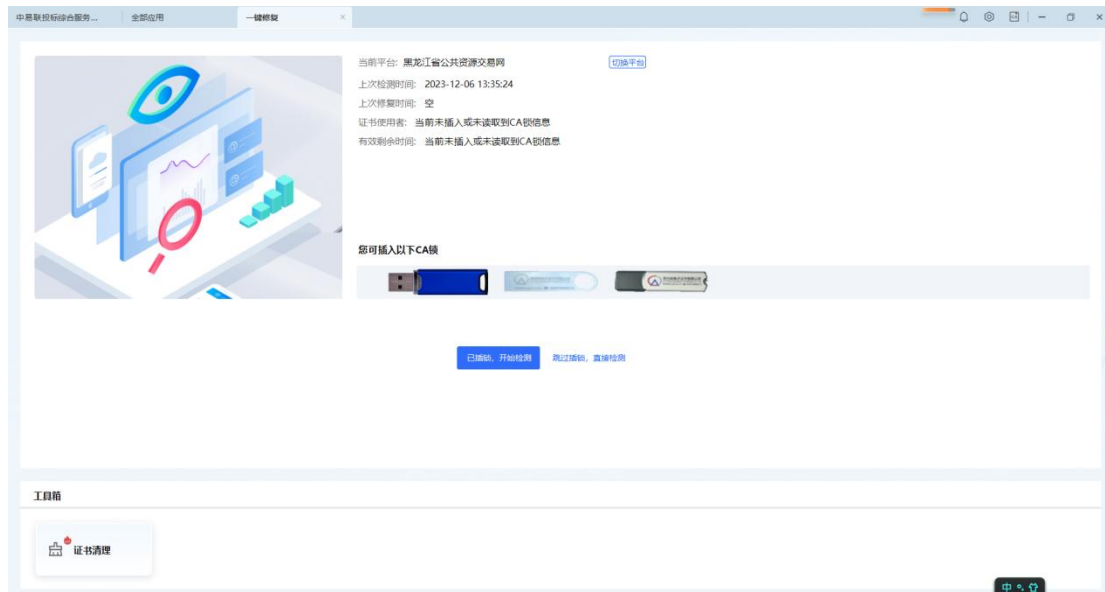 中易联投标综合服务...
全部应用
一键修复
当前平台: 黑龙江省公共资源交易网
切换平台
上次检测时间: 2023-12-06 13:35:24
上次修复时间: 空
证书使用者: 当前未插入或未读取到CA锁信息
有效剩余时间: 当前未插入或未读取到CA锁信息
您可插入以下CA锁
已插锁, 开始检测
跳过插锁, 直接检测
工具箱
证书清理
中